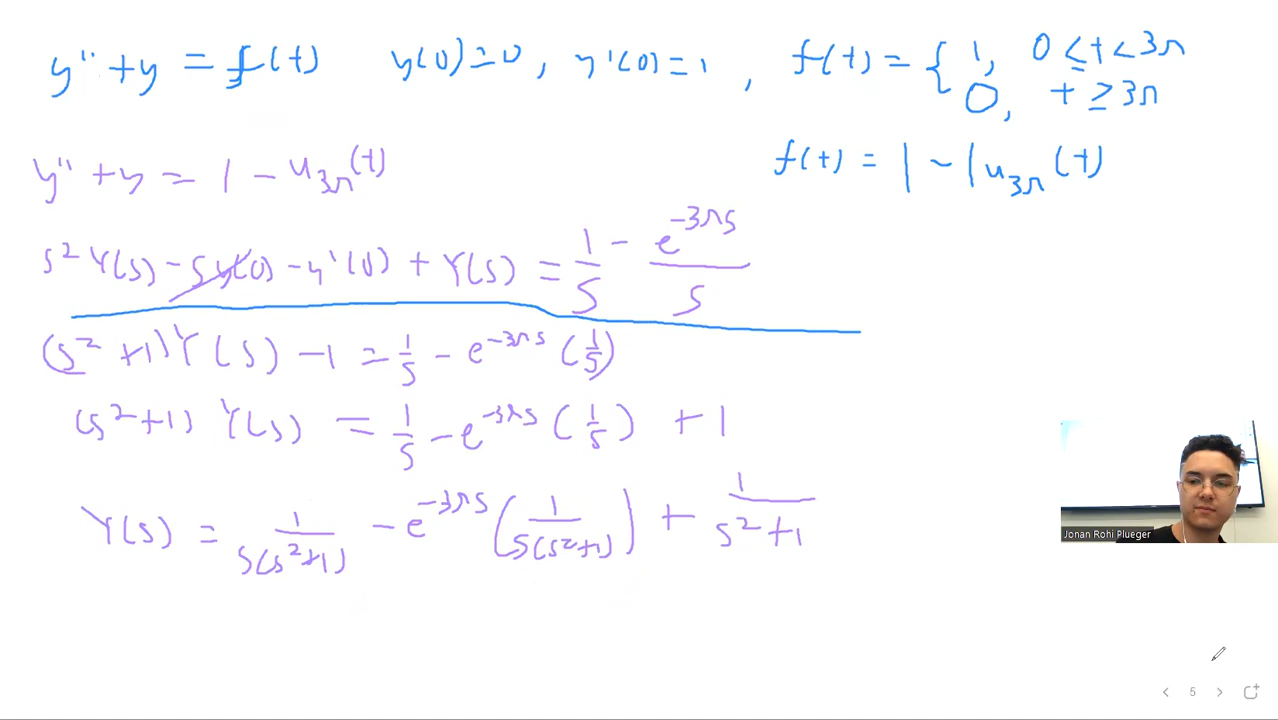 y'' + y = f(t)   y(0)=0, y'(0)=1, f(t) = { 1, 0 ≤ t < 3π
0, t ≥ 3π
f(t) = 1 - 1u_{3π}(t)
y'' + y = 1 - u_{3π}(t)
s² Y(s) - sy(0) - y'(0) + Y(s) = 1/s - e^{-3πs}/s
(s² + 1)Y(s) - 1 = 1/s - e^{-3πs} (1/s)
(s² + 1) Y(s) = 1/s - e^{-3πs} (1/s) + 1
Y(s) = 1/(s(s²+1)) - e^{-3πs} (1/(s(s²+1))) + 1/(s²+1)
Jonan Rohi Plueger
5